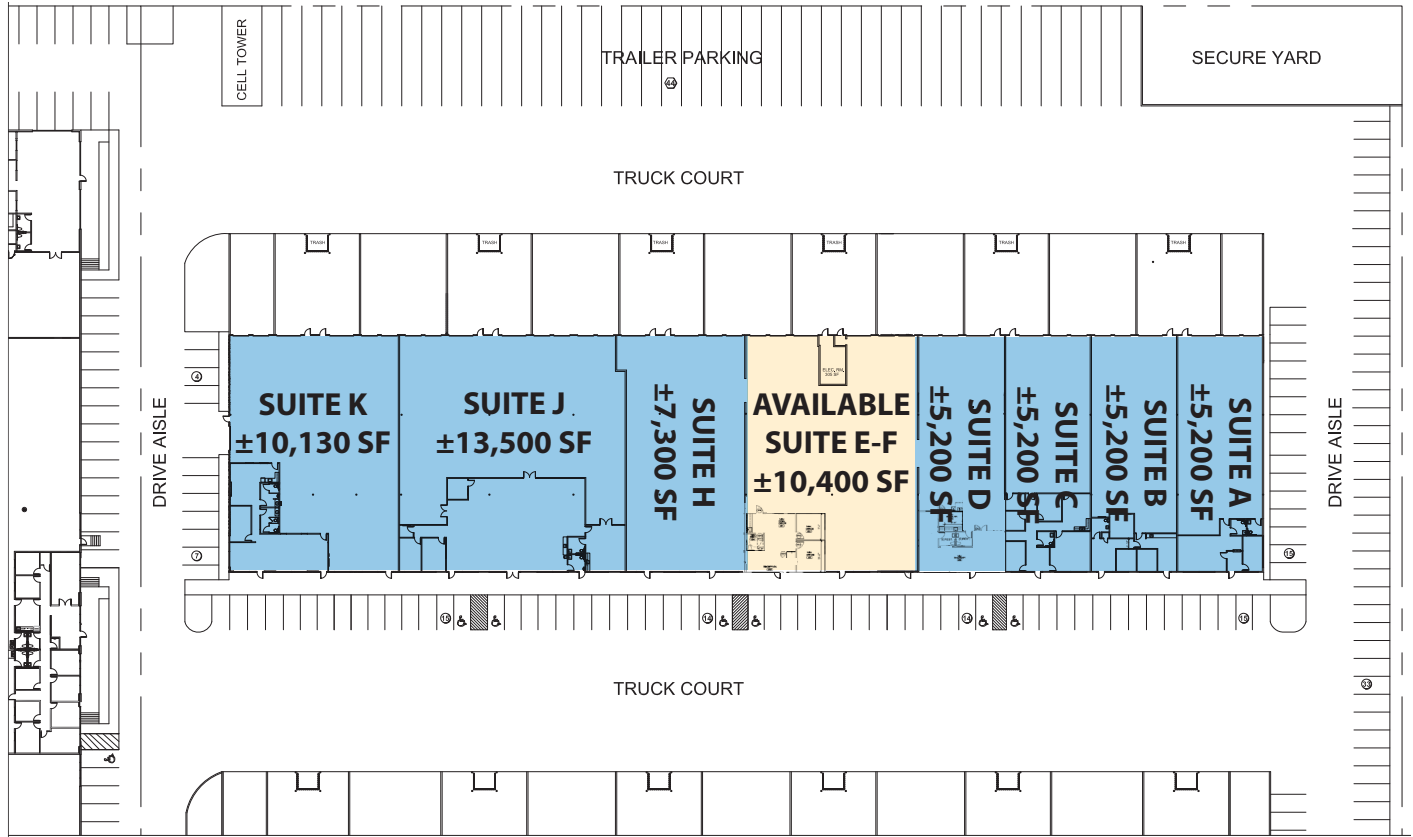 CELL TOWER
TRAILER PARKING
44
SECURE YARD
TRUCK COURT
TRASH
TRASH
TRASH
TRASH
TRASH
TRASH
DRIVE AISLE
4
7
SUITE K
±10,130 SF
SUITE J
±13,500 SF
SUITE H
±7,300 SF
ELEC. RM.
AVAILABLE
SUITE E-F
±10,400 SF
SUITE D
±5,200 SF
SUITE C
±5,200 SF
SUITE B
±5,200 SF
SUITE A
±5,200 SF
DRIVE AISLE
15
15
14
14
15
33
TRUCK COURT